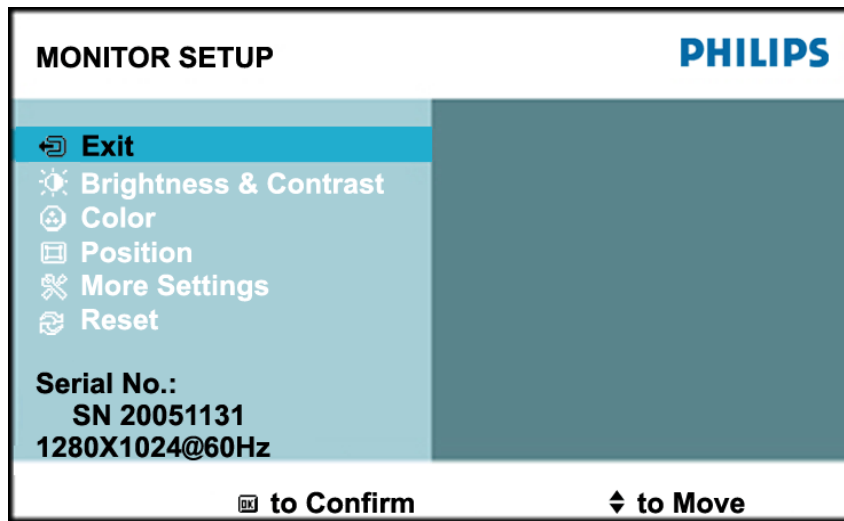 MONITOR SETUP
PHILIPS
Exit
Brightness & Contrast
Color
Position
More Settings
Reset
Serial No.:
SN 20051131
1280X1024@60Hz
OK to Confirm
to Move